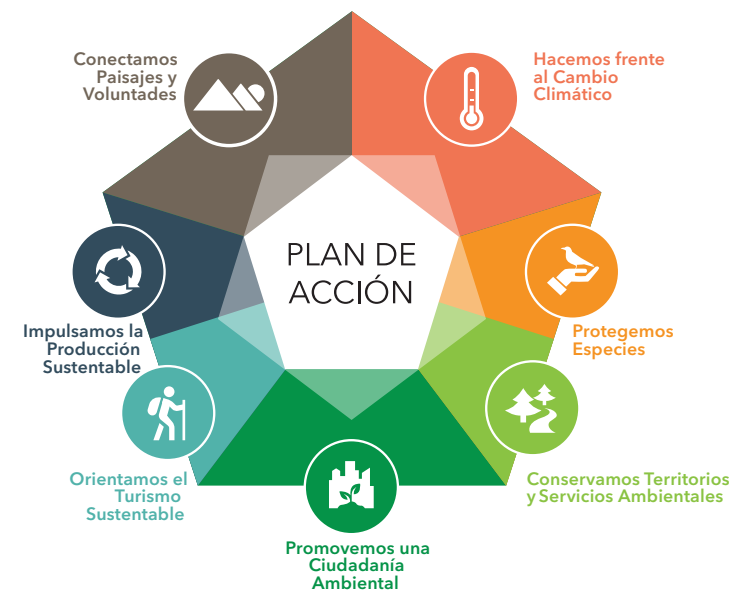 Conectamos
Paisajes y
Voluntades
Hacemos frente
al Cambio
Climático
PLAN DE
ACCIÓN
Impulsamos la
Producción
Sustentable
Protegemos
Especies
Orientamos el
Turismo
Sustentable
Conservamos Territorios
y Servicios Ambientales
Promovemos una
Ciudadanía
Ambiental